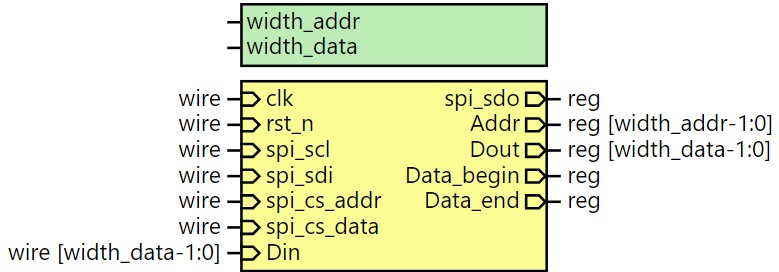 width_addr
width_data
wire clk spi_sdo reg
wire rst_n Addr reg [width_addr-1:0]
wire spi_scl Dout reg [width_data-1:0]
wire spi_sdi Data_begin reg
wire spi_cs_addr Data_end reg
wire spi_cs_data
wire [width_data-1:0] Din